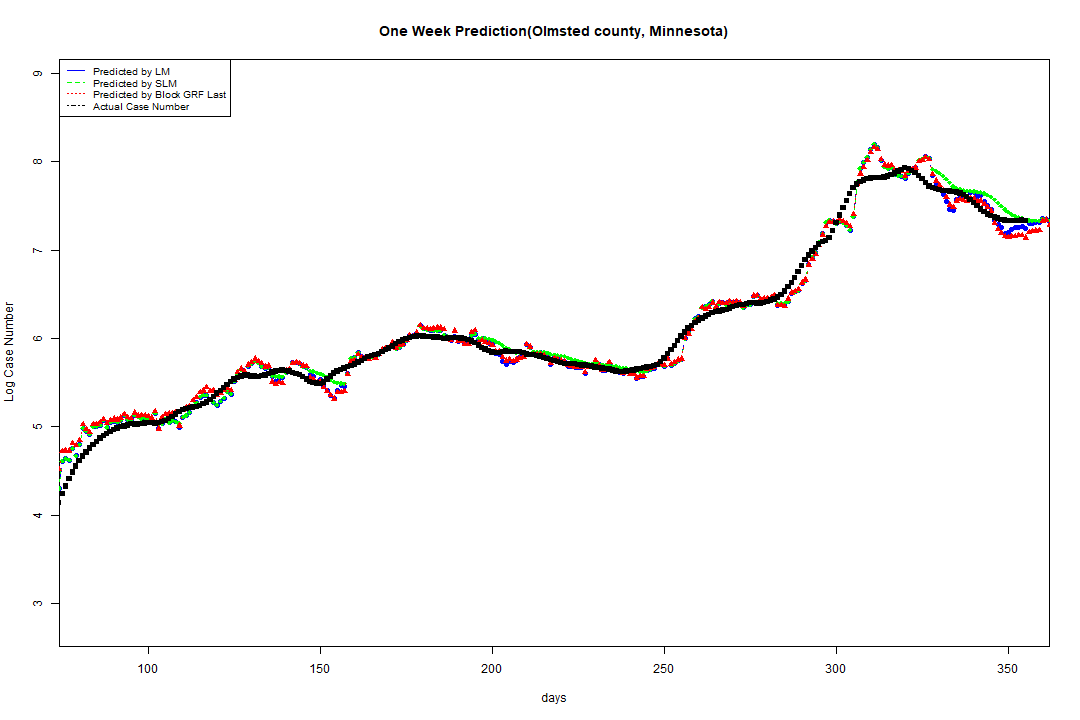 One Week Prediction(Olmsted county, Minnesota)
Predicted by LM
Predicted by SLM
Predicted by Block GRF Last
Actual Case Number
9
8
7
6
5
4
3
Log Case Number
100 150 200 250 300 350
days